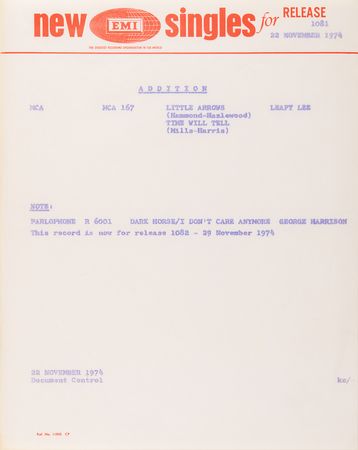 new EMI singles for RELEASE
1081
22 NOVEMBER 1974
THE GREATEST RECORDING ORGANISATION IN THE WORLD
ADDITION
MCA MCA 167 LITTLE ARROWS LEAPY LEE
(Hammond-Hazlewood)
TIME WILL TELL
(Mills-Harris)
NOTE:
PARLOPHONE R 6001 DARK HORSE/I DON'T CARE ANYMORE GEORGE HARRISON
This record is now for release 1082 - 29 November 1974
22 NOVEMBER 1974
Document Control kc/